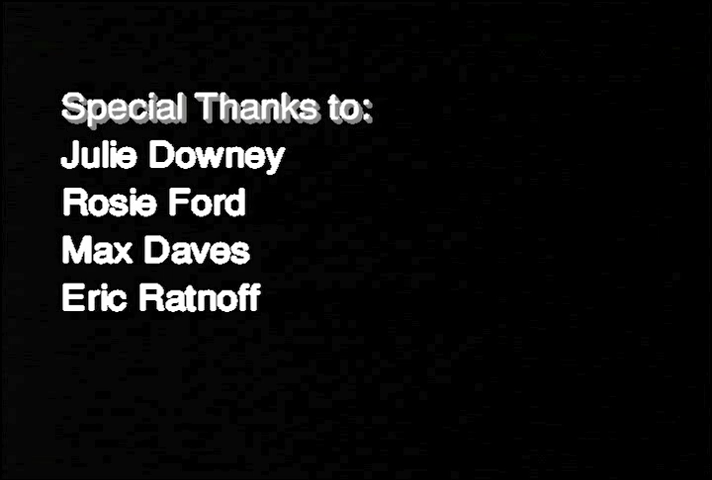 Special Thanks to:
Julie Downey
Rosie Ford
Max Daves
Eric Ratnoff